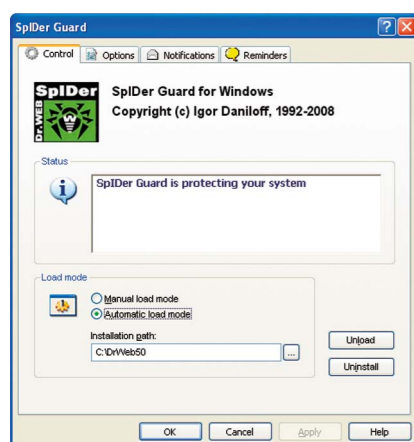 SpIDer Guard
Control Options Notifications Reminders
SpIDer
Dr.WEB
SpIDer Guard for Windows
Copyright (c) Igor Daniloff, 1992-2008
Status
SpIDer Guard is protecting your system
Load mode
Manual load mode
Automatic load mode
Installation path:
C:\DrWeb50
...
Unload
Uninstall
OK Cancel Apply Help